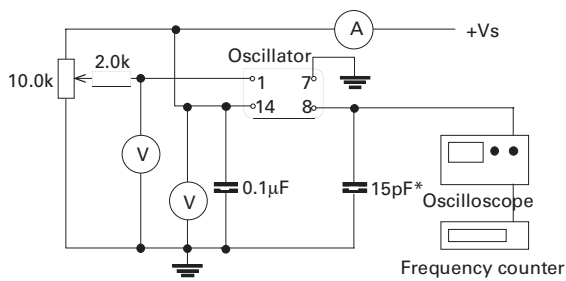 A
+Vs
Oscillator
2.0k
10.0k
1
7
14
8
V
V
0.1μF
15pF*
Oscilloscope
Frequency counter